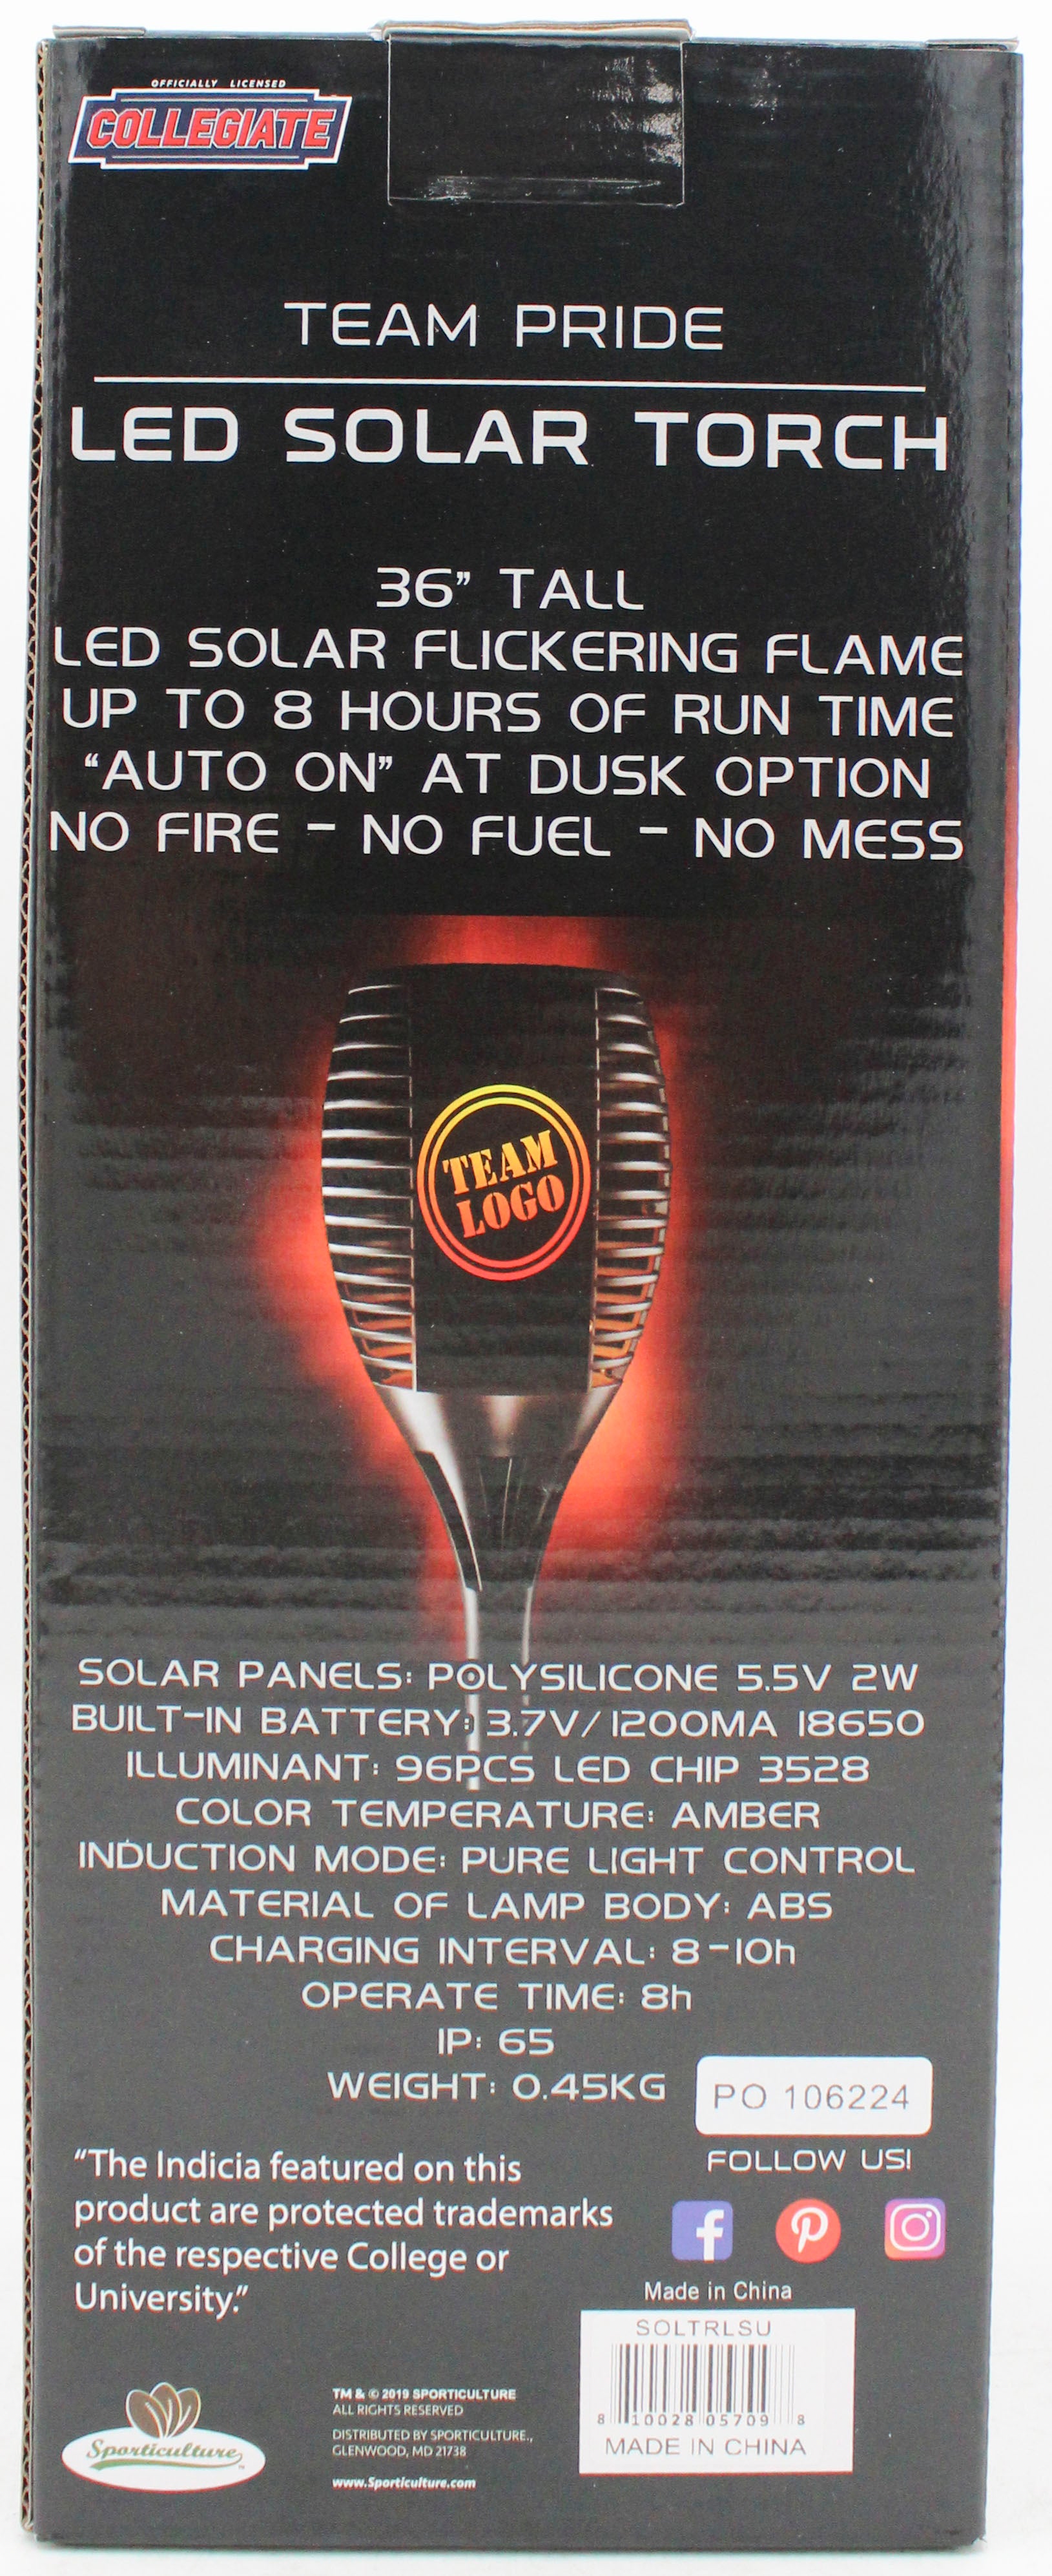 OFFICIALLY LICENSED
COLLEGIATE
TEAM PRIDE
LED SOLAR TORCH
36” TALL
LED SOLAR FLICKERING FLAME
UP TO 8 HOURS OF RUN TIME
“AUTO ON” AT DUSK OPTION
NO FIRE - NO FUEL - NO MESS
TEAM
LOGO
SOLAR PANELS: POLYSILICONE 5.5V 2W
BUILT-IN BATTERY: 3.7V/1200MA 18650
ILLUMINANT: 96PCS LED CHIP 3528
COLOR TEMPERATURE: AMBER
INDUCTION MODE: PURE LIGHT CONTROL
MATERIAL OF LAMP BODY: ABS
CHARGING INTERVAL: 8-10h
OPERATE TIME: 8h
IP: 65
WEIGHT: 0.45KG
PO 106224
“The Indicia featured on this
product are protected trademarks
of the respective College or
University.”
FOLLOW US!
Made in China
SOLTRLSU
8 10028 05709 8
MADE IN CHINA
Sporticulture
TM & © 2019 SPORTICULTURE
ALL RIGHTS RESERVED
DISTRIBUTED BY SPORTICULTURE.,
GLENWOOD, MD 21738
www.Sporticulture.com